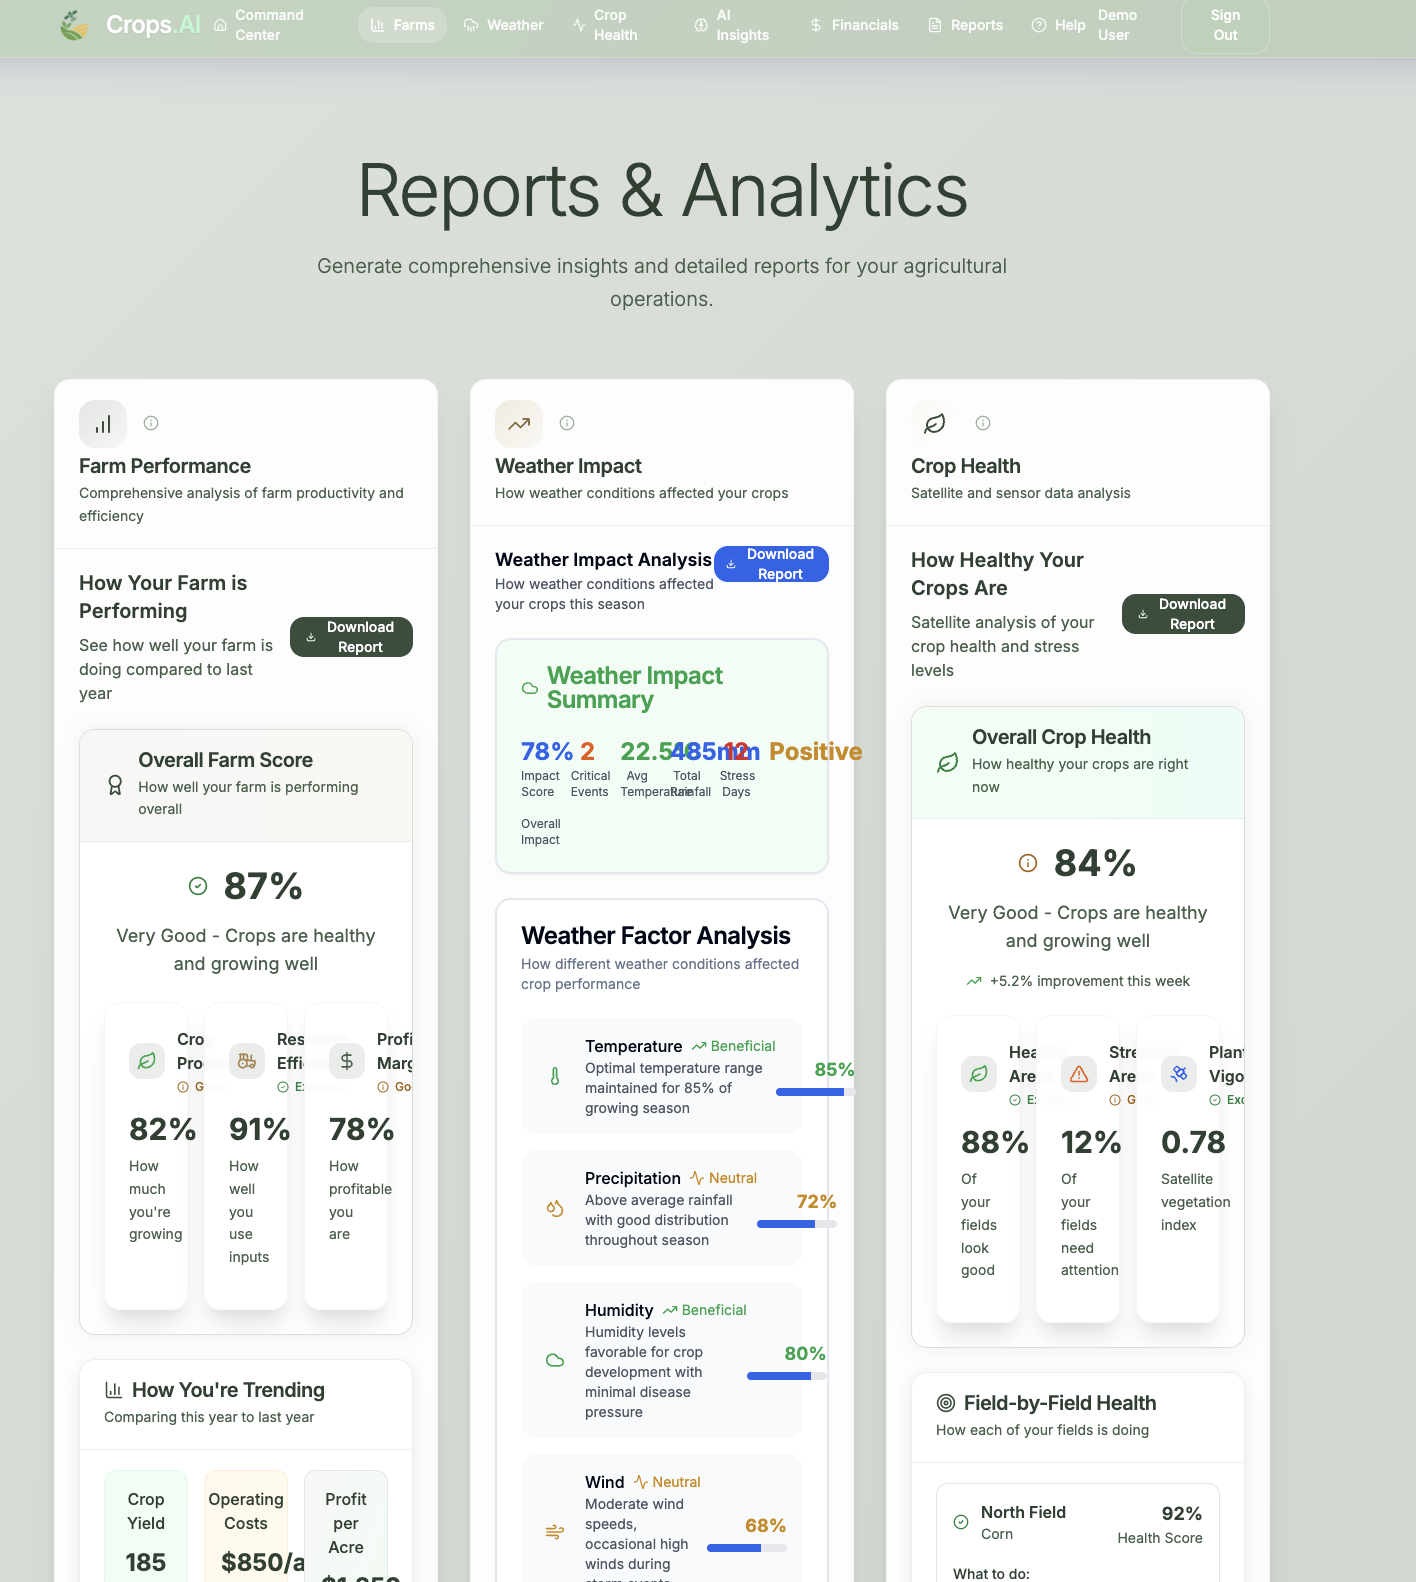 Crops.AI
Command
Center
Farms
Weather
Crop
Health
AI
Insights
Financials
Reports
Help
Demo
User
Sign
Out
Reports & Analytics
Generate comprehensive insights and detailed reports for your agricultural
operations.
Farm Performance
Comprehensive analysis of farm productivity and
efficiency
How Your Farm is
Performing
See how well your farm is
doing compared to last
year
Download
Report
Overall Farm Score
How well your farm is performing
overall
87%
Very Good - Crops are healthy
and growing well
Cro
Pro
G
82%
How
much
you're
growing
Res
Effi
Ex
91%
How
well
you
use
inputs
Profi
Marg
Go
78%
How
profitable
you
are
How You're Trending
Comparing this year to last year
Crop
Yield
185
Operating
Costs
$850/a
Profit
per
Acre
$1,250
Weather Impact
How weather conditions affected your crops
Weather Impact Analysis
How weather conditions affected
your crops this season
Download
Report
Weather Impact
Summary
78%
Impact
Score
2
Critical
Events
22.5
Avg
Temperature
485mm
Total
Rainfall
12
Stress
Days
Positive
Overall
Impact
Weather Factor Analysis
How different weather conditions affected
crop performance
Temperature
Beneficial
Optimal temperature range
maintained for 85% of
growing season
85%
Precipitation
Neutral
Above average rainfall
with good distribution
throughout season
72%
Humidity
Beneficial
Humidity levels
favorable for crop
development with
minimal disease
pressure
80%
Wind
Neutral
Moderate wind
speeds,
occasional high
winds during
storm events
68%
Crop Health
Satellite and sensor data analysis
How Healthy Your
Crops Are
Satellite analysis of your
crop health and stress
levels
Download
Report
Overall Crop Health
How healthy your crops are right
now
84%
Very Good - Crops are healthy
and growing well
+5.2% improvement this week
Hea
Are
Ex
88%
Of
your
fields
look
good
Stre
Are
G
12%
Of
your
fields
need
attention
Plant
Vigo
Exc
0.78
Satellite
vegetation
index
Field-by-Field Health
How each of your fields is doing
North Field
Corn
92%
Health Score
What to do: